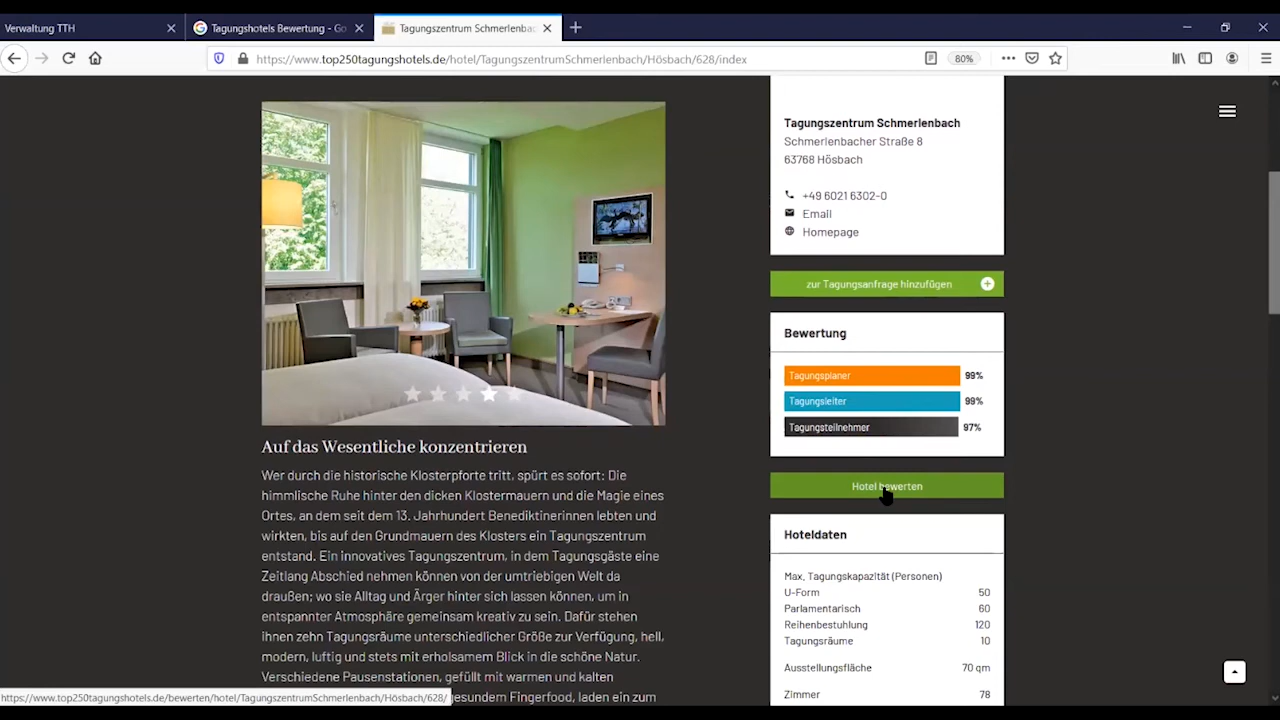 Verwaltung TTH
Tagungshotels Bewertung - Go
Tagungszentrum Schmerlenbac
https://www.top250tagungshotels.de/hotel/TagungszentrumSchmerlenbach/Hösbach/628/index
80%
Auf das Wesentliche konzentrieren
Wer durch die historische Klosterpforte tritt, spürt es sofort: Die
himmlische Ruhe hinter den dicken Klostermauern und die Magie eines
Ortes, an dem seit dem 13. Jahrhundert Benediktinerinnen lebten und
wirkten, bis auf den Grundmauern des Klosters ein Tagungszentrum
entstand. Ein innovatives Tagungszentrum, in dem Tagungsgäste eine
Zeitlang Abschied nehmen können von der umtriebigen Welt da
draußen; wo sie Alltag und Ärger hinter sich lassen können, um in
entspannter Atmosphäre gemeinsam kreativ zu sein. Dafür stehen
ihnen zehn Tagungsräume unterschiedlicher Größe zur Verfügung, hell,
modern, luftig und stets mit erholsamem Blick in die schöne Natur.
Verschiedene Pausenstationen, gefüllt mit warmen und kalten
gesundem Fingerfood, laden ein zum
Tagungszentrum Schmerlenbach
Schmerlenbacher Straße 8
63768 Hösbach
+49 6021 6302-0
Email
Homepage
zur Tagungsanfrage hinzufügen
Bewertung
Tagungsplaner 99%
Tagungsleiter 99%
Tagungsteilnehmer 97%
Hotel bewerten
Hoteldaten
Max. Tagungskapazität (Personen)
U-Form 50
Parlamentarisch 60
Reihenbestuhlung 120
Tagungsräume 10
Ausstellungsfläche 70 qm
Zimmer 78
https://www.top250tagungshotels.de/bewerten/hotel/TagungszentrumSchmerlenbach/Hösbach/628/